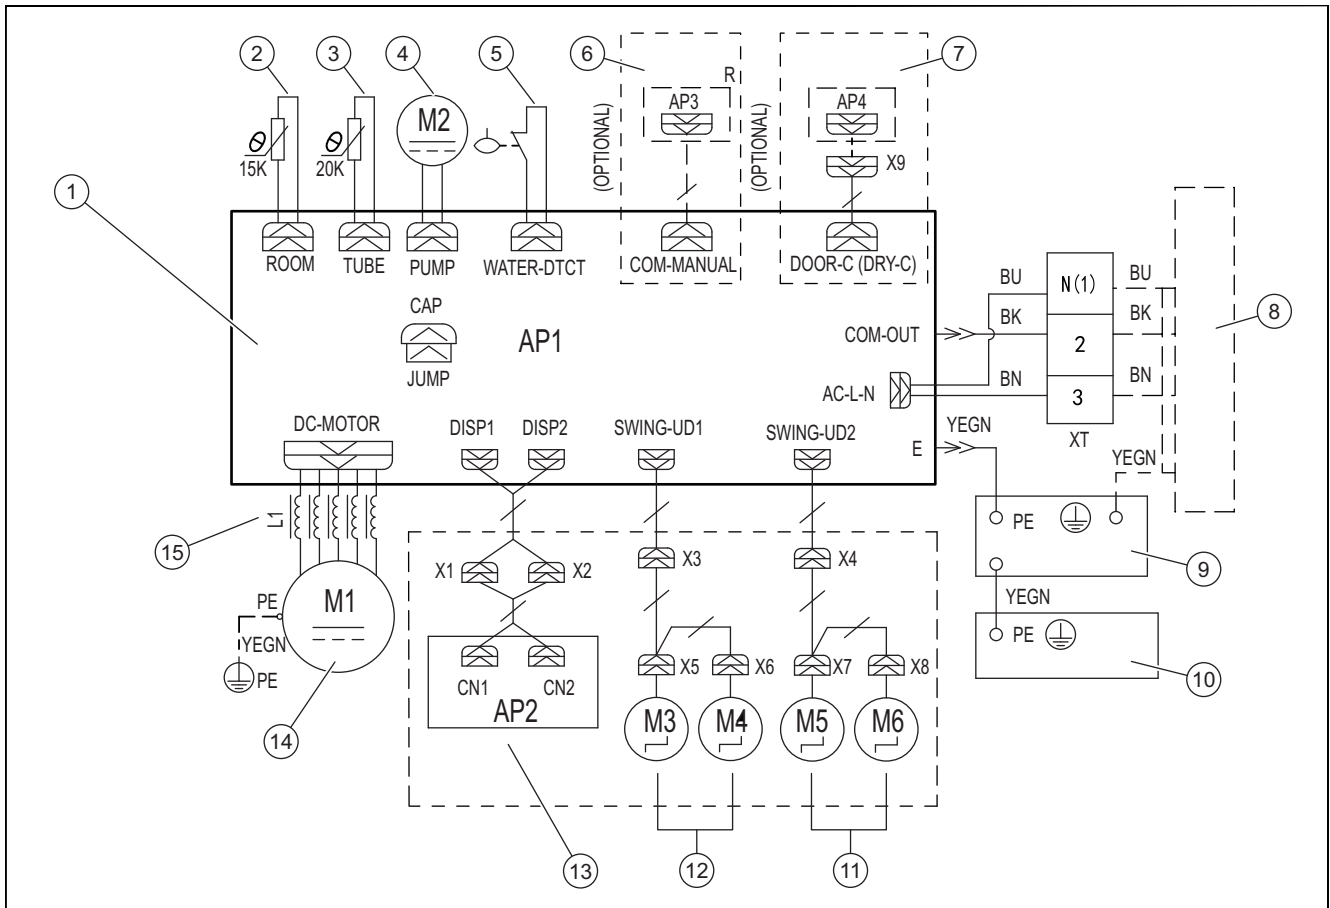 2
3
4
5
6
7
R
AP3
AP4
M2
θ
15K
θ
20K
(OPTIONAL)
(OPTIONAL)
X9
1
ROOM
TUBE
PUMP
WATER-DTCT
COM-MANUAL
DOOR-C (DRY-C)
BU
N(1)
BU
CAP
JUMP
AP1
COM-OUT
BK
2
BK
8
AC-L-N
BN
3
BN
XT
DC-MOTOR
DISP1
DISP2
SWING-UD1
SWING-UD2
E
YEGN
YEGN
15
L1
PE
9
X1
X2
X3
X4
PE
M1
YEGN
PE
YEGN
PE
10
CN1
CN2
AP2
X5
X6
X7
X8
M3
M4
M5
M6
14
13
12
11